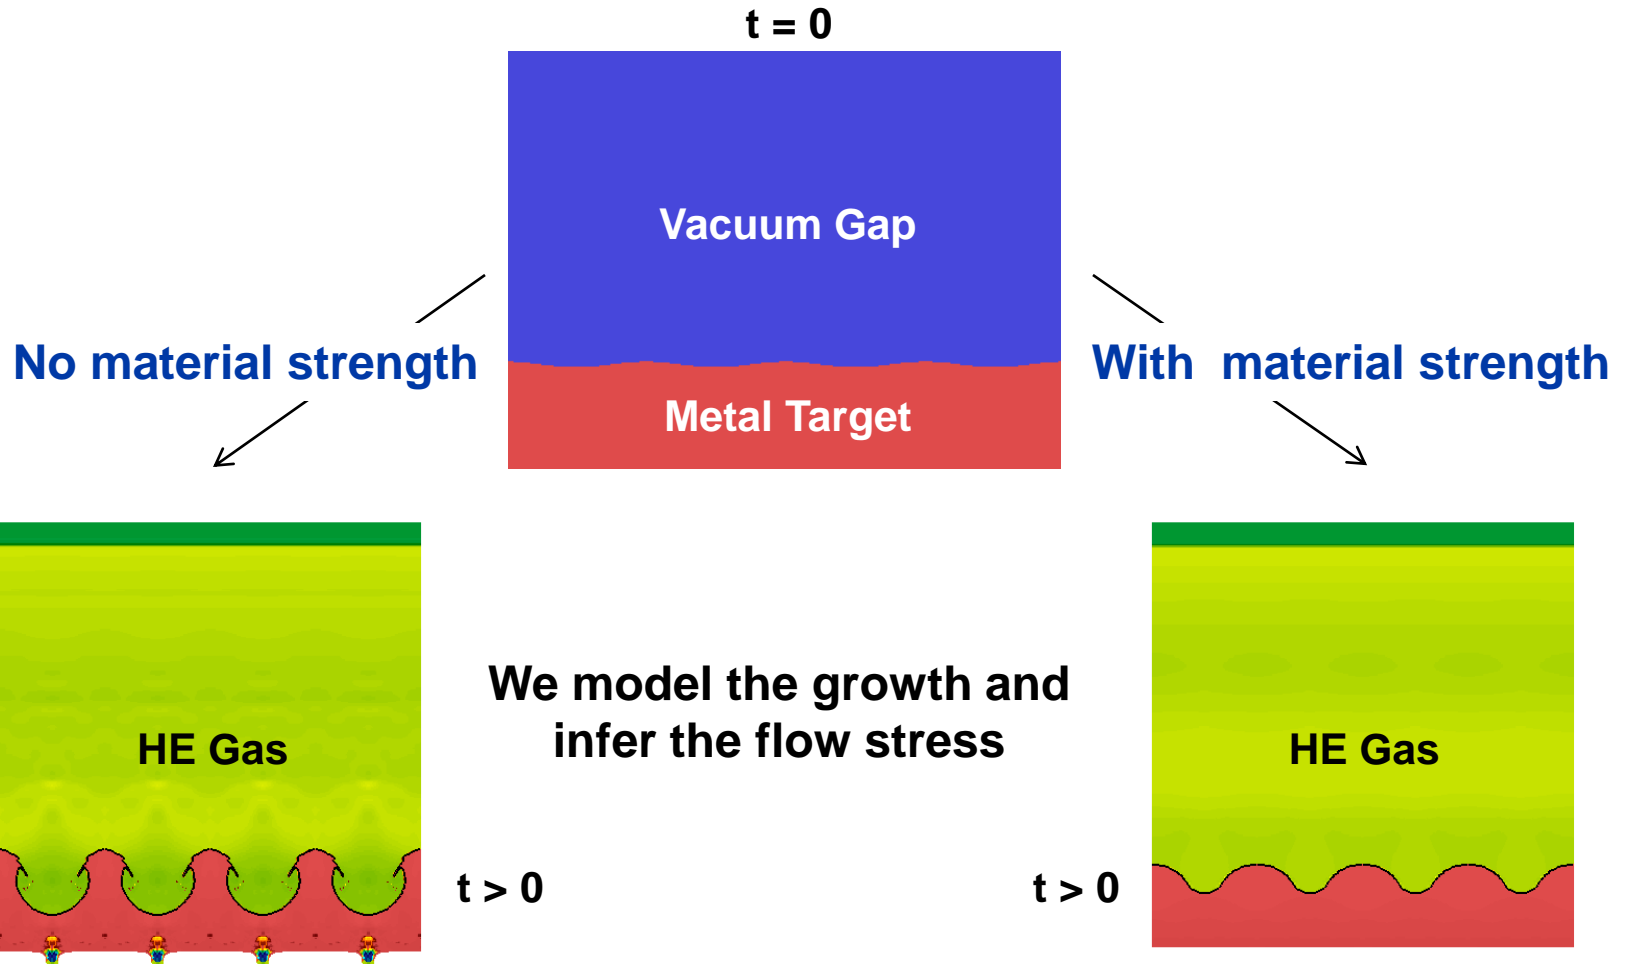 t = 0
Vacuum Gap
No material strength
With  material strength
Metal Target
We model the growth and
infer the flow stress
HE Gas
HE Gas
t > 0
t > 0